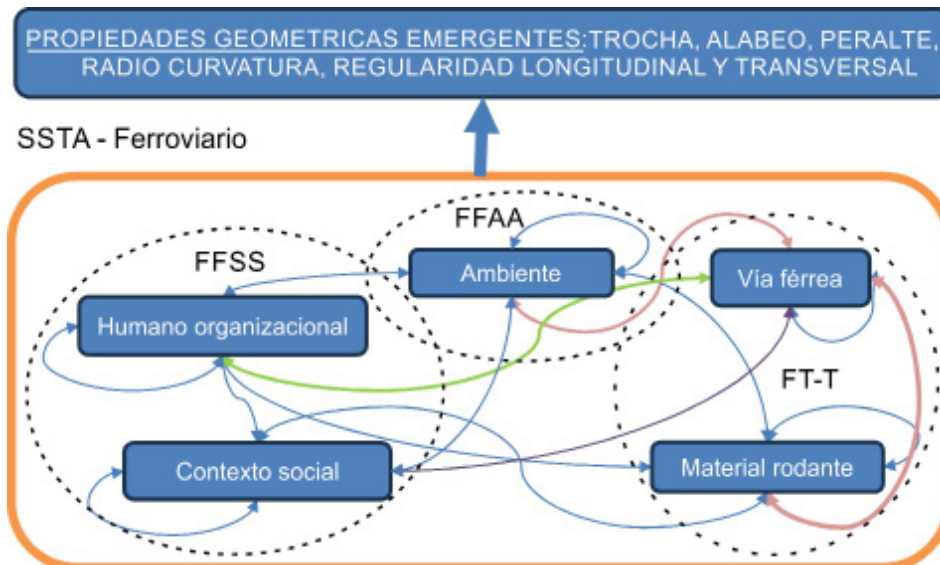 PROPIEDADES GEOMETRICAS EMERGENTES:TROCHA, ALABEO, PERALTE,
RADIO CURVATURA, REGULARIDAD LONGITUDINAL Y TRANSVERSAL
SSTA - Ferroviario
FFAA
FFSS
Ambiente
Vía férrea
Humano organizacional
FT-T
Contexto social
Material rodante